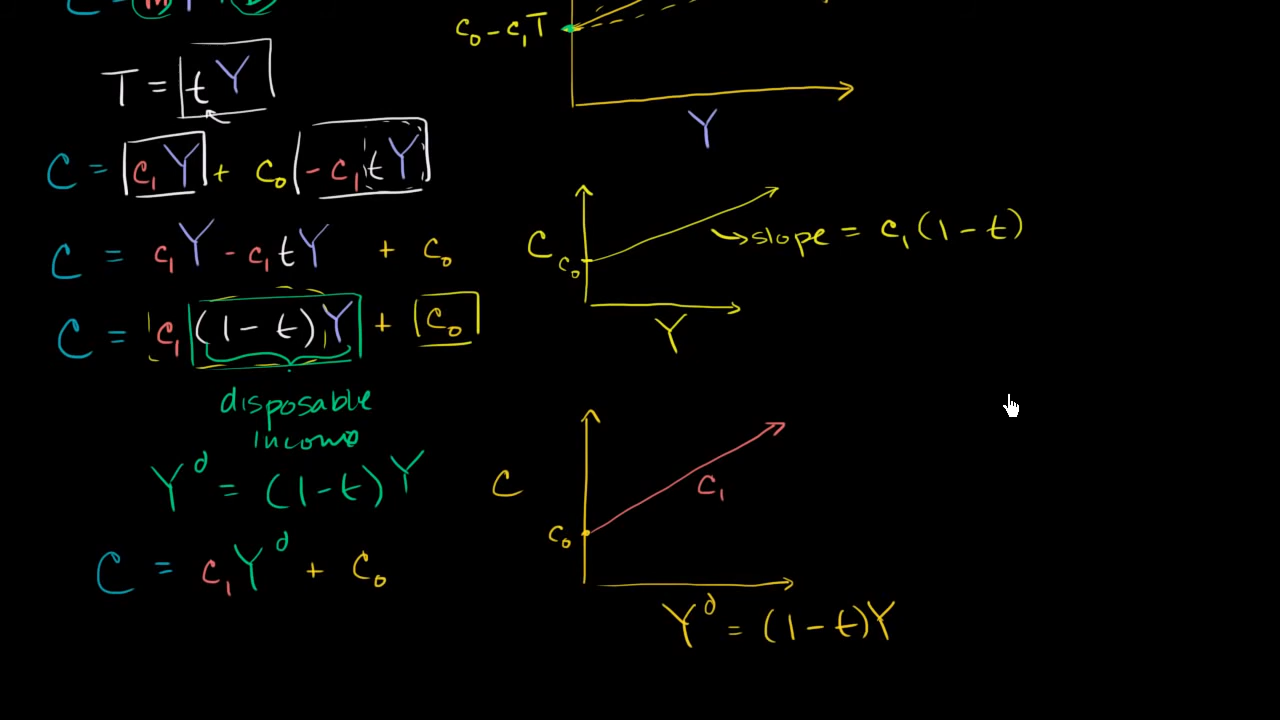 T = tY
C = c₁Y + c₀ - c₁tY
C = c₁Y - c₁tY + c₀
C = c₁(1 - t)Y + c₀
disposable
income
Yᵈ = (1-t)Y
C = c₁Yᵈ + c₀
c₀ - c₁T
Y
C
c₀
slope = c₁(1 - t)
Y
C
c₁
c₀
Yᵈ = (1 - t)Y